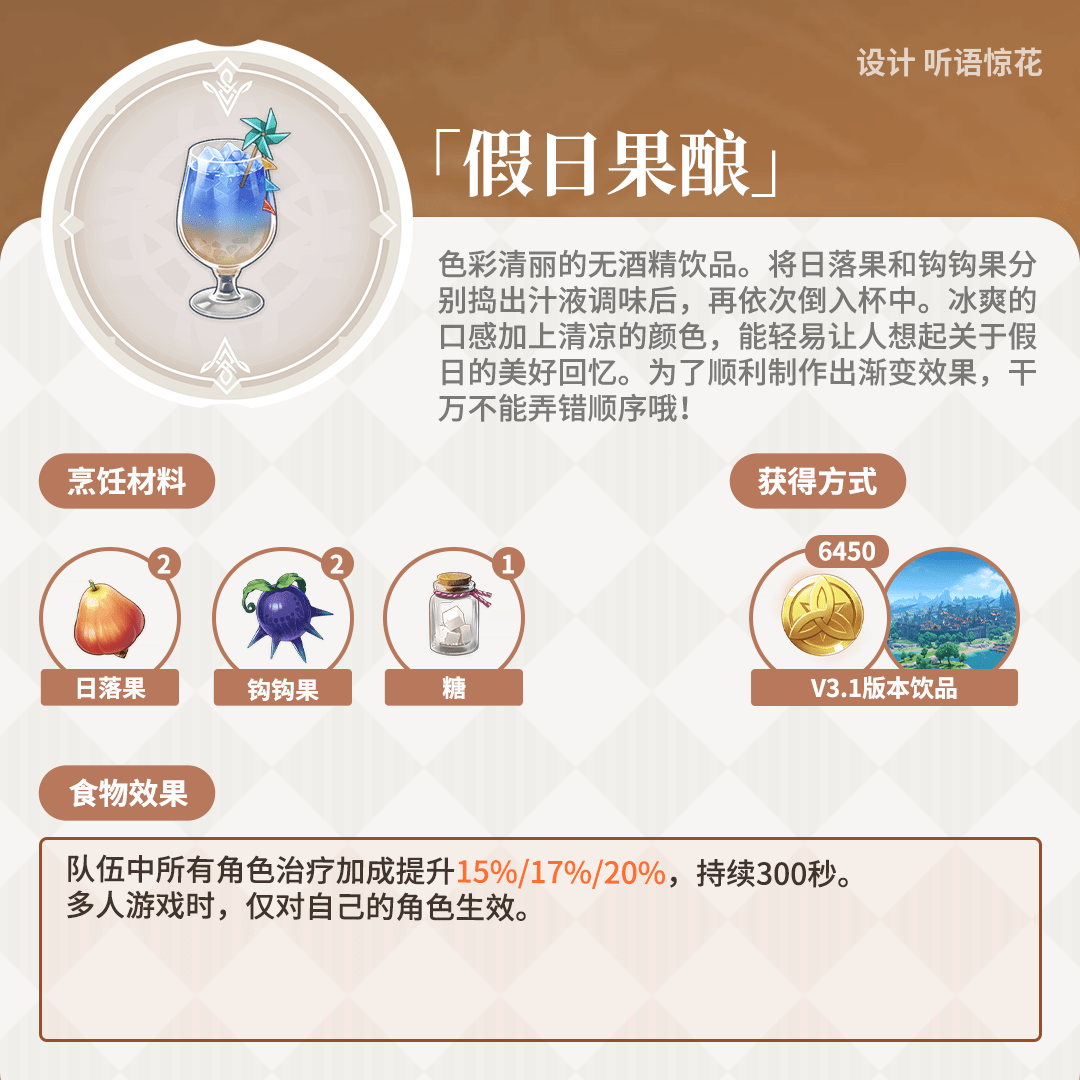 设计 听语惊花
「假日果酿」
色彩清丽的无酒精饮品。将日落果和钩钩果分
别捣出汁液调味后，再依次倒入杯中。冰爽的
口感加上清凉的颜色，能轻易让人想起关于假
日的美好回忆。为了顺利制作出渐变效果，千
万不能弄错顺序哦！
烹饪材料
获得方式
2
2
1
6450
日落果
钩钩果
糖
V3.1版本饮品
食物效果
队伍中所有角色治疗加成提升15%/17%/20%，持续300秒。
多人游戏时，仅对自己的角色生效。